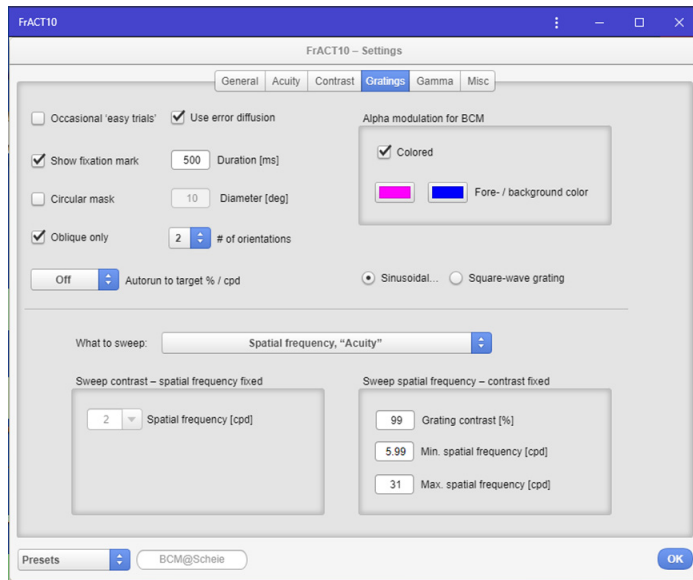 FrACT10
FrACT10 – Settings
General Acuity Contrast Gratings Gamma Misc
Occasional ‘easy trials’ Use error diffusion
Alpha modulation for BCM
Colored
Show fixation mark 500 Duration [ms]
Circular mask 10 Diameter [deg]
Fore- / background color
Oblique only 2 # of orientations
Off Autorun to target % / cpd
Sinusoidal… Square-wave grating
What to sweep: Spatial frequency, “Acuity”
Sweep contrast – spatial frequency fixed
2 Spatial frequency [cpd]
Sweep spatial frequency – contrast fixed
99 Grating contrast [%]
5.99 Min. spatial frequency [cpd]
31 Max. spatial frequency [cpd]
Presets BCM@Scheie OK